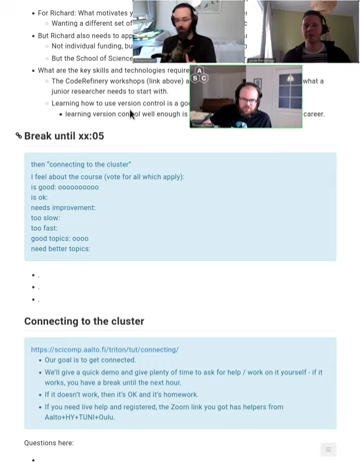 For Richard: What motivates y
Wanting a different set of
But Richard also needs to app
Not individual funding, bu
But the School of Science
What are the key skills and technologies require
The CodeRefinery workshops (link above) a what a
junior researcher needs to start with.
Learning how to use version control is a go
learning version control well enough is career.
Break until xx:05
then "connecting to the cluster"
I feel about the course (vote for all which apply):
is good: oooooooooo
is ok:
needs improvement:
too slow:
too fast:
good topics: oooo
need better topics:
.
.
.
Connecting to the cluster
https://scicomp.aalto.fi/triton/tut/connecting/
Our goal is to get connected.
We'll give a quick demo and give plenty of time to ask for help / work on it yourself - if it
works, you have a break until the next hour.
If it doesn't work, then it's OK and it's homework.
If you need live help and registered, the Zoom link you got has helpers from
Aalto+HY+TUNI+Oulu.
Questions here: